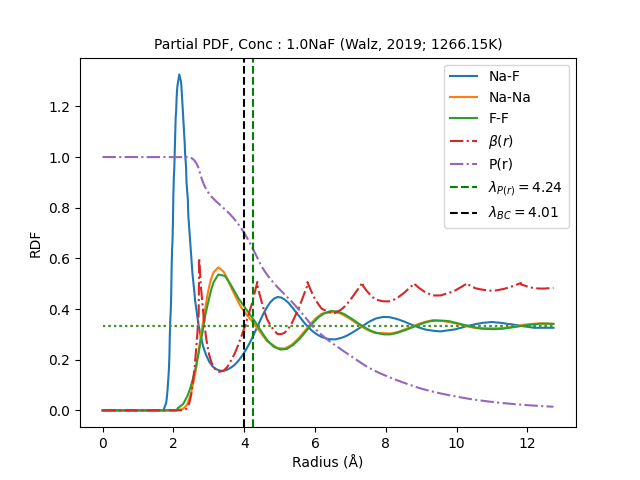 Partial PDF, Conc : 1.0NaF (Walz, 2019; 1266.15K)
RDF
1.2
1.0
0.8
0.6
0.4
0.2
0.0
0 2 4 6 8 10 12
Radius (Å)
Na-F
Na-Na
F-F
β(r)
P(r)
λP(r) = 4.24
λBC = 4.01